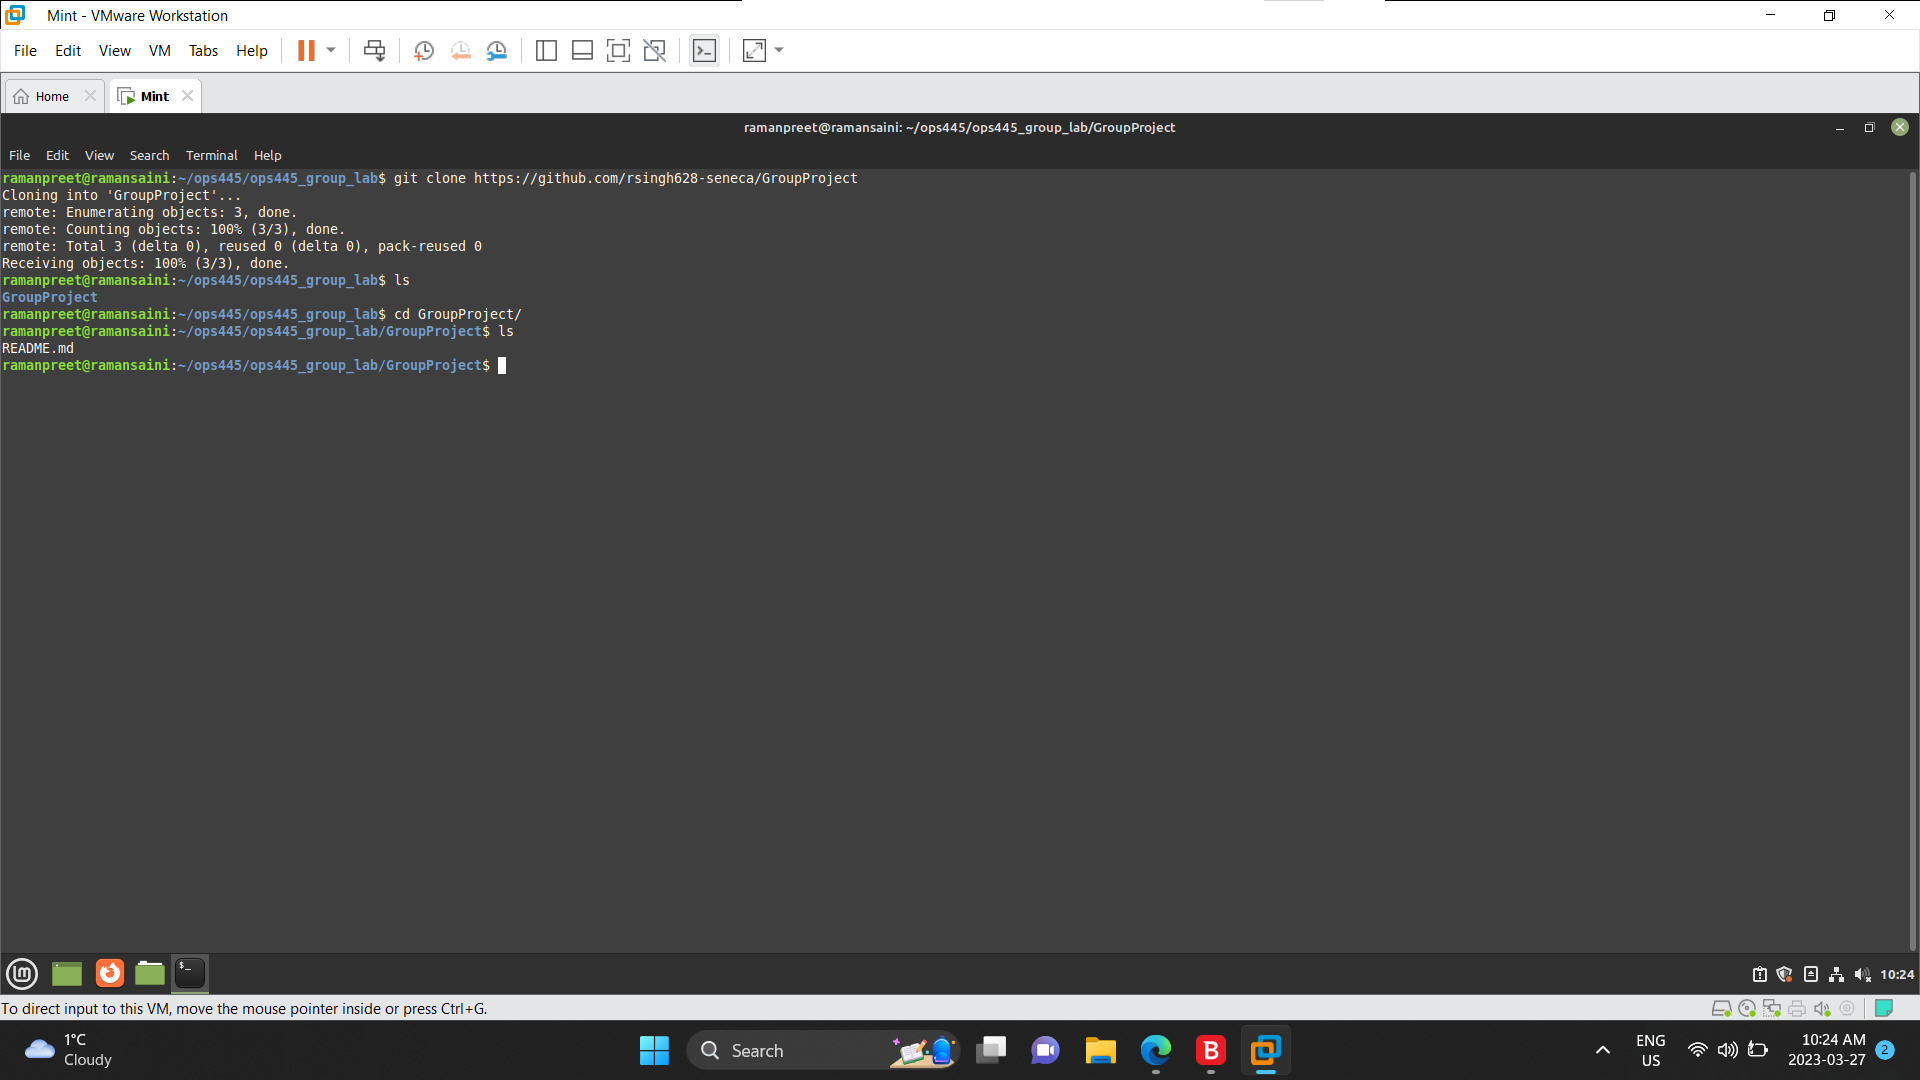 Mint - VMware Workstation
File Edit View VM Tabs Help
Home Mint
ramanpreet@ramansaini: ~/ops445/ops445_group_lab/GroupProject
File Edit View Search Terminal Help
ramanpreet@ramansaini:~/ops445/ops445_group_lab$ git clone https://github.com/rsingh628-seneca/GroupProject
Cloning into 'GroupProject'...
remote: Enumerating objects: 3, done.
remote: Counting objects: 100% (3/3), done.
remote: Total 3 (delta 0), reused 0 (delta 0), pack-reused 0
Receiving objects: 100% (3/3), done.
ramanpreet@ramansaini:~/ops445/ops445_group_lab$ ls
GroupProject
ramanpreet@ramansaini:~/ops445/ops445_group_lab$ cd GroupProject/
ramanpreet@ramansaini:~/ops445/ops445_group_lab/GroupProject$ ls
README.md
ramanpreet@ramansaini:~/ops445/ops445_group_lab/GroupProject$
10:24
To direct input to this VM, move the mouse pointer inside or press Ctrl+G.
1°C
Cloudy
Search
ENG
US
10:24 AM
2023-03-27
2